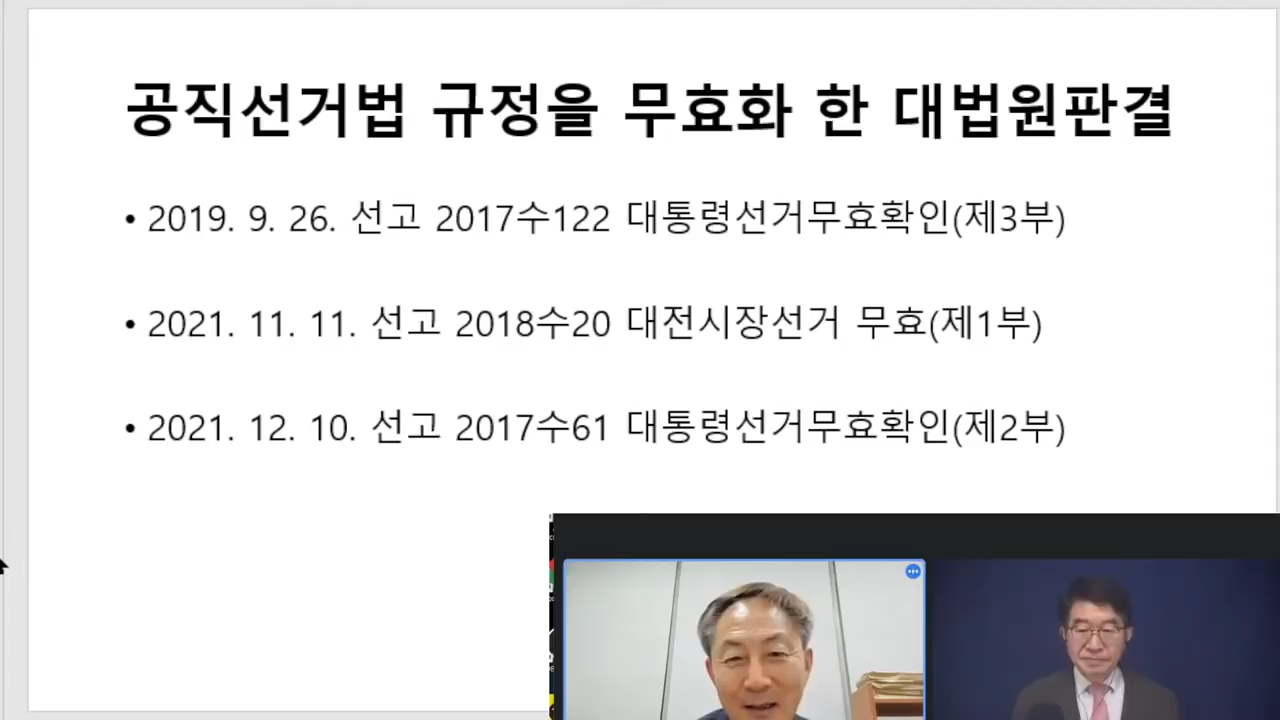 공직선거법 규정을 무효화 한 대법원판결
• 2019. 9. 26. 선고 2017수122 대통령선거무효확인(제3부)
• 2021. 11. 11. 선고 2018수20 대전시장선거 무효(제1부)
• 2021. 12. 10. 선고 2017수61 대통령선거무효확인(제2부)